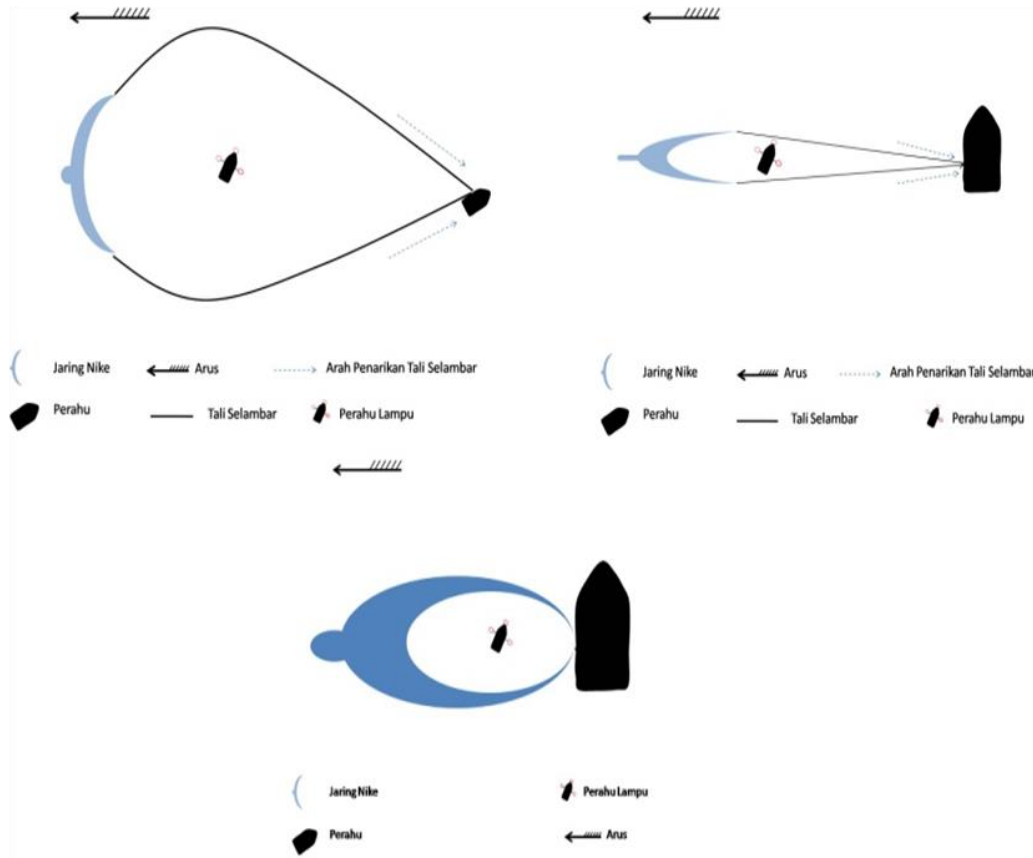 Jaring Nike Arus Arah Penarikan Tali Selambar
Perahu Tali Selambar Perahu Lampu
Jaring Nike Arus Arah Penarikan Tali Selambar
Perahu Tali Selambar Perahu Lampu
Jaring Nike Perahu Lampu
Perahu Arus